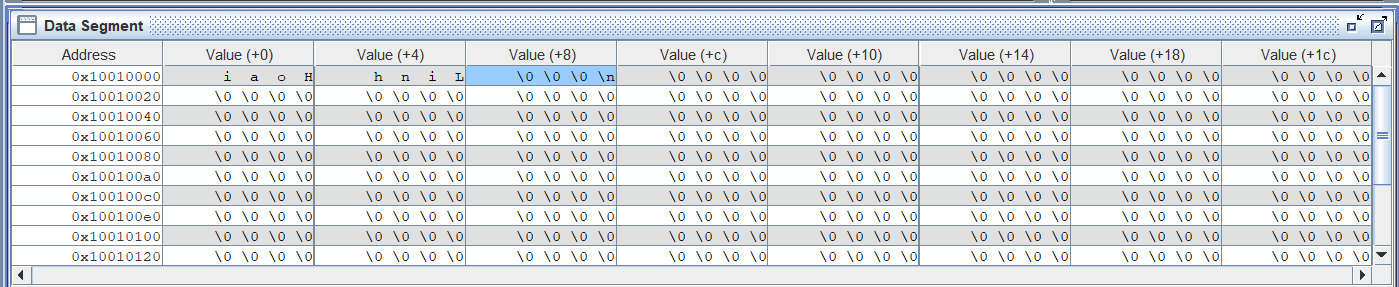 Data Segment
Address Value (+0) Value (+4) Value (+8) Value (+c) Value (+10) Value (+14) Value (+18) Value (+1c)
0x10010000 i a o H h n i L \0 \0 \0 \n \0 \0 \0 \0 \0 \0 \0 \0 \0 \0 \0 \0 \0 \0 \0 \0 \0 \0 \0 \0
0x10010020 \0 \0 \0 \0 \0 \0 \0 \0 \0 \0 \0 \0 \0 \0 \0 \0 \0 \0 \0 \0 \0 \0 \0 \0 \0 \0 \0 \0 \0 \0 \0 \0
0x10010040 \0 \0 \0 \0 \0 \0 \0 \0 \0 \0 \0 \0 \0 \0 \0 \0 \0 \0 \0 \0 \0 \0 \0 \0 \0 \0 \0 \0 \0 \0 \0 \0
0x10010060 \0 \0 \0 \0 \0 \0 \0 \0 \0 \0 \0 \0 \0 \0 \0 \0 \0 \0 \0 \0 \0 \0 \0 \0 \0 \0 \0 \0 \0 \0 \0 \0
0x10010080 \0 \0 \0 \0 \0 \0 \0 \0 \0 \0 \0 \0 \0 \0 \0 \0 \0 \0 \0 \0 \0 \0 \0 \0 \0 \0 \0 \0 \0 \0 \0 \0
0x100100a0 \0 \0 \0 \0 \0 \0 \0 \0 \0 \0 \0 \0 \0 \0 \0 \0 \0 \0 \0 \0 \0 \0 \0 \0 \0 \0 \0 \0 \0 \0 \0 \0
0x100100c0 \0 \0 \0 \0 \0 \0 \0 \0 \0 \0 \0 \0 \0 \0 \0 \0 \0 \0 \0 \0 \0 \0 \0 \0 \0 \0 \0 \0 \0 \0 \0 \0
0x100100e0 \0 \0 \0 \0 \0 \0 \0 \0 \0 \0 \0 \0 \0 \0 \0 \0 \0 \0 \0 \0 \0 \0 \0 \0 \0 \0 \0 \0 \0 \0 \0 \0
0x10010100 \0 \0 \0 \0 \0 \0 \0 \0 \0 \0 \0 \0 \0 \0 \0 \0 \0 \0 \0 \0 \0 \0 \0 \0 \0 \0 \0 \0 \0 \0 \0 \0
0x10010120 \0 \0 \0 \0 \0 \0 \0 \0 \0 \0 \0 \0 \0 \0 \0 \0 \0 \0 \0 \0 \0 \0 \0 \0 \0 \0 \0 \0 \0 \0 \0 \0